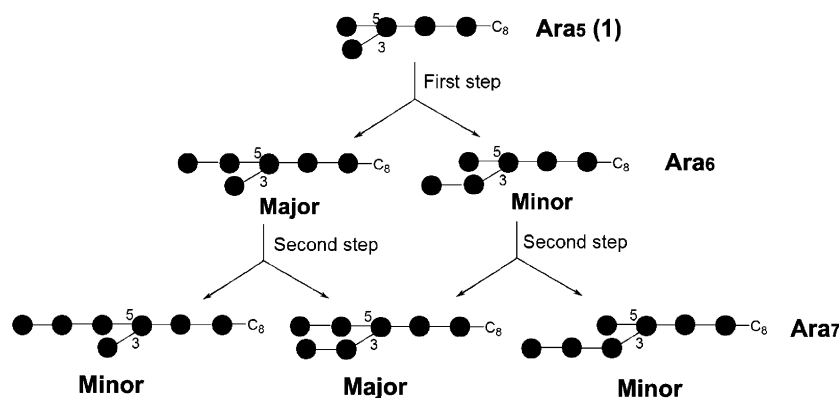 5 C8 Ara5 (1)
3
First step
5 C8 5 C8 Ara6
3 3
Major Minor
Second step Second step
5 C8 5 C8 5 C8 Ara7
3 3 3
Minor Major Minor